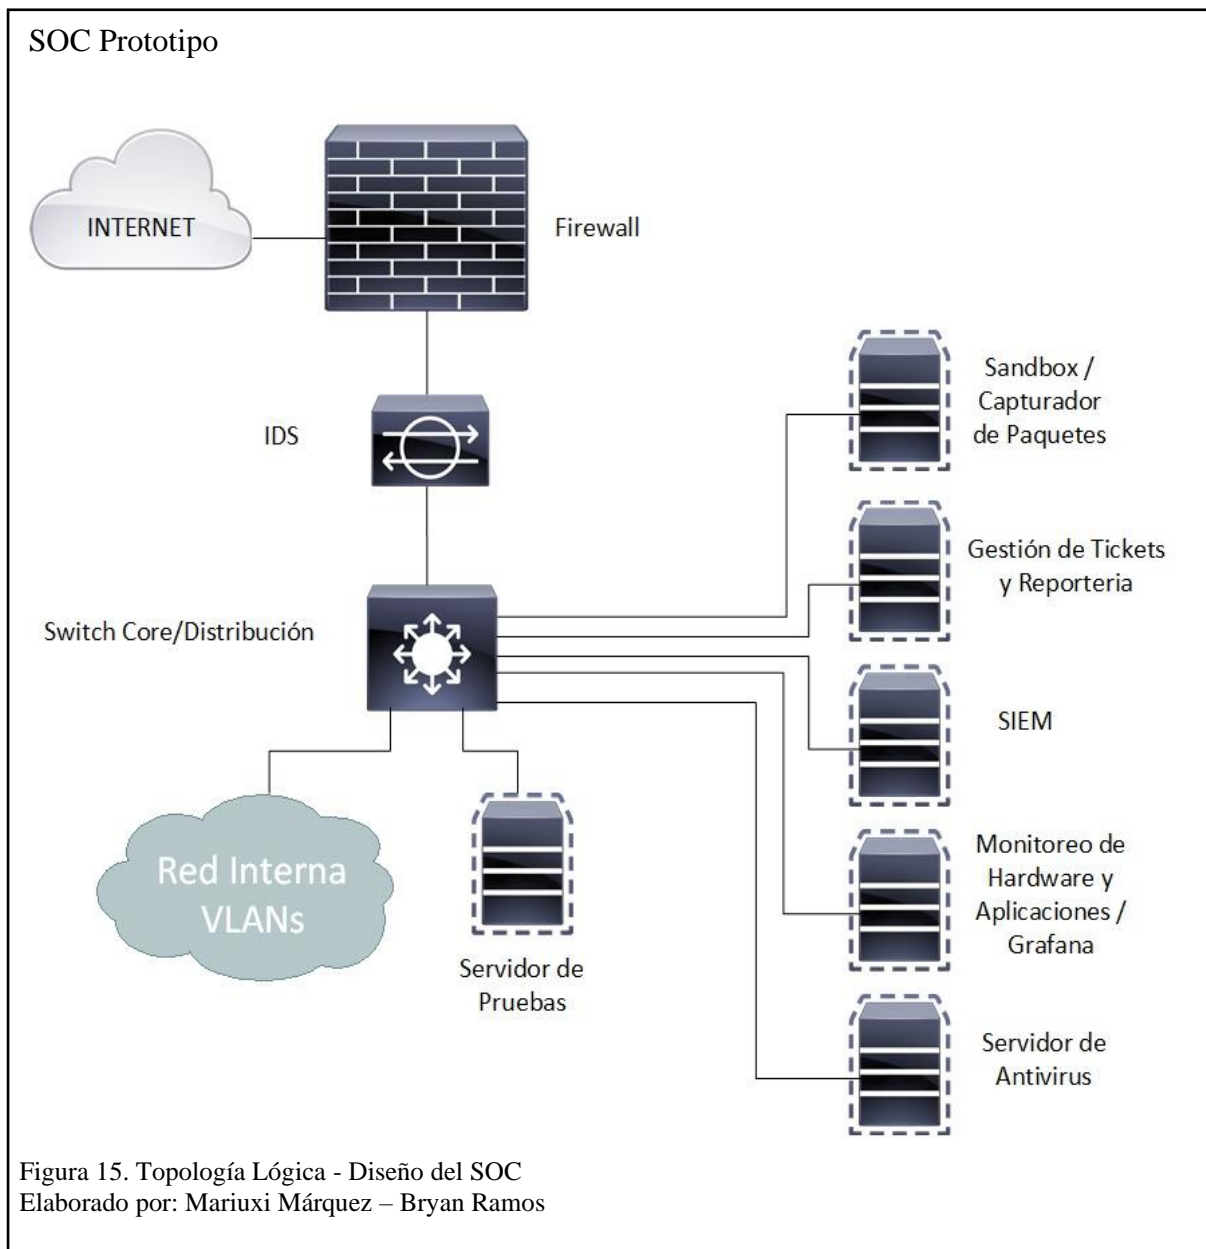 SOC Prototipo
INTERNET
Firewall
IDS
Sandbox /
Capturador
de Paquetes
Gestión de Tickets
y Reporteria
Switch Core/Distribución
SIEM
Red Interna
VLANs
Servidor de
Pruebas
Monitoreo de
Hardware y
Aplicaciones /
Grafana
Servidor de
Antivirus
Figura 15. Topología Lógica - Diseño del SOC
Elaborado por: Mariuxi Márquez – Bryan Ramos